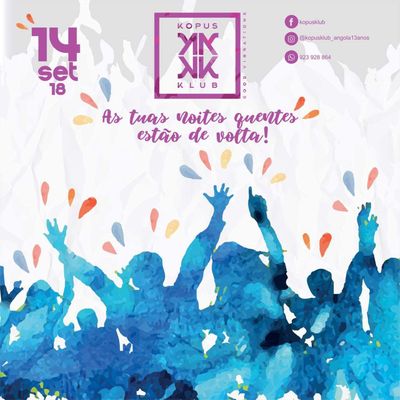 14
set
18
KOPUS
KLUB
kopusklub
@kopusklub_angola13anos
923 928 864
As tuas noites quentes
estão de volta!